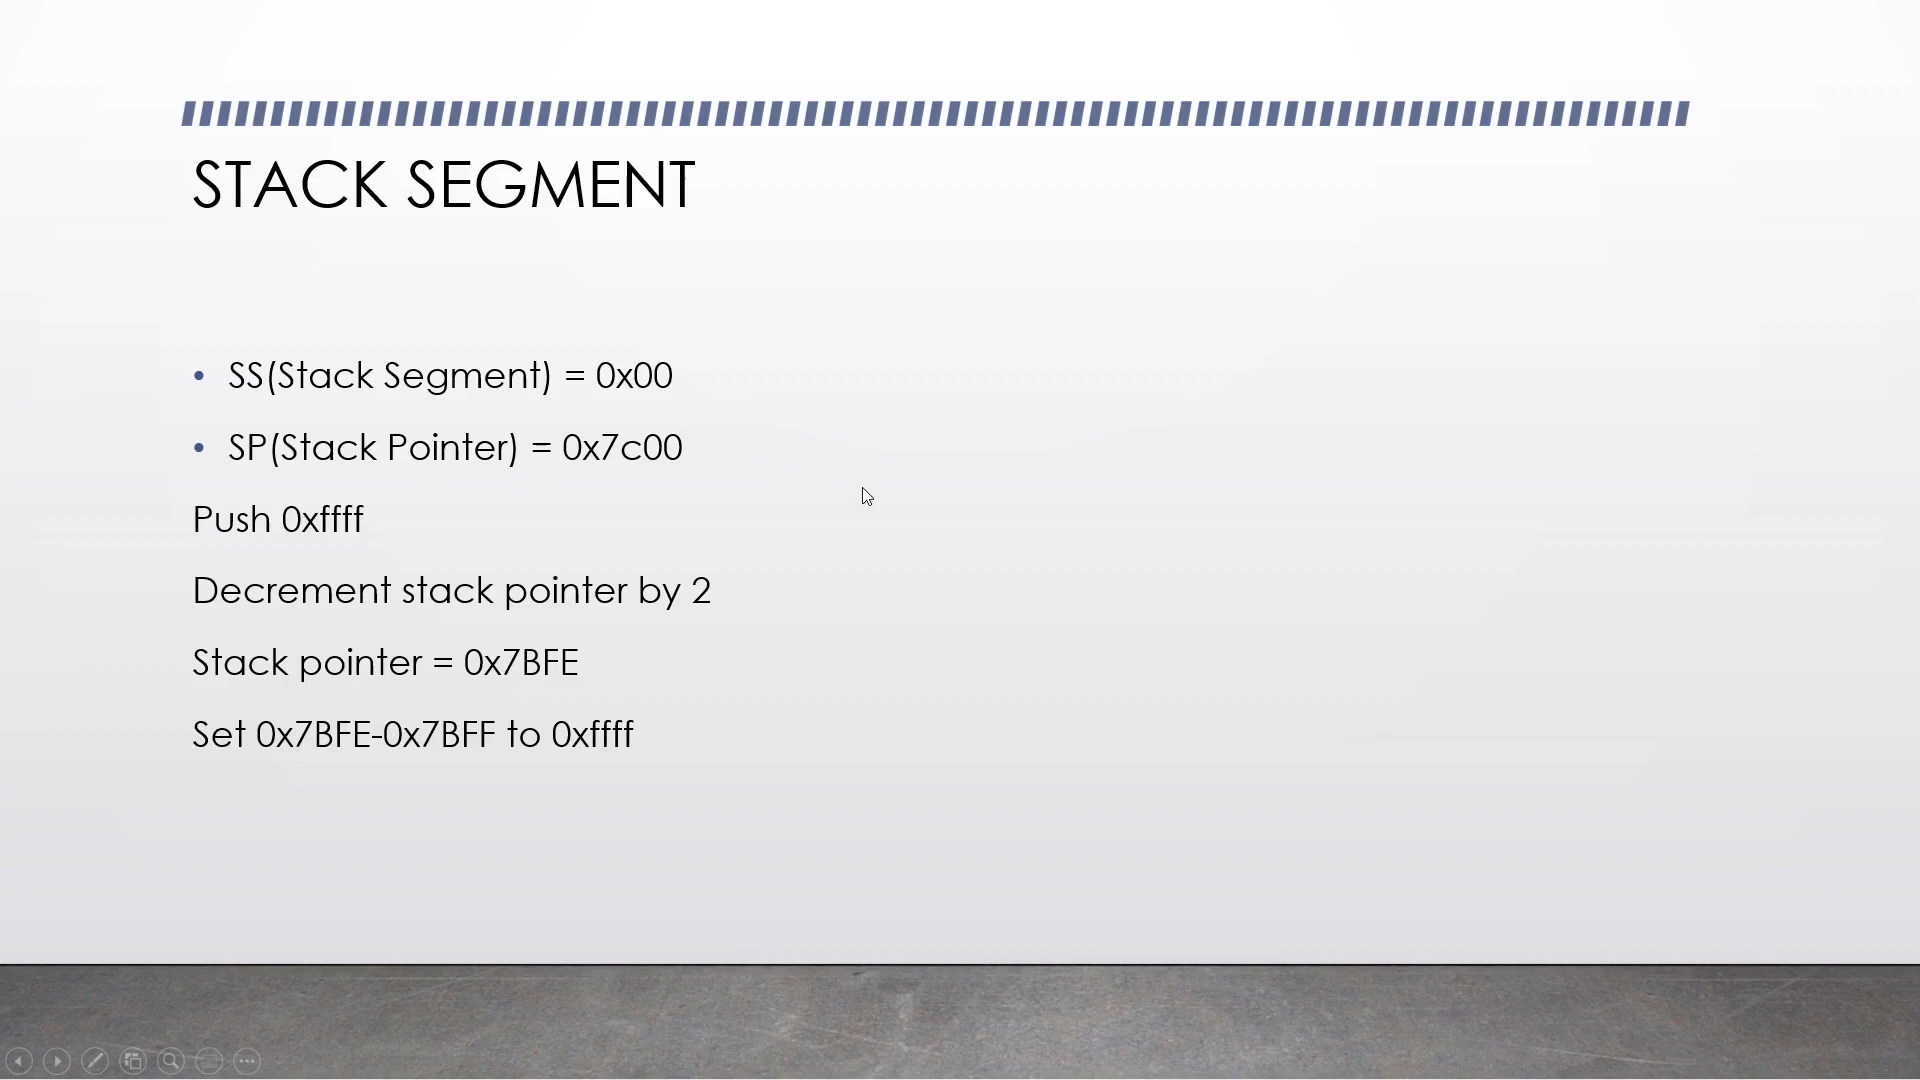 STACK SEGMENT
• SS(Stack Segment) = 0x00
• SP(Stack Pointer) = 0x7c00
Push 0xffff
Decrement stack pointer by 2
Stack pointer = 0x7BFE
Set 0x7BFE-0x7BFF to 0xffff